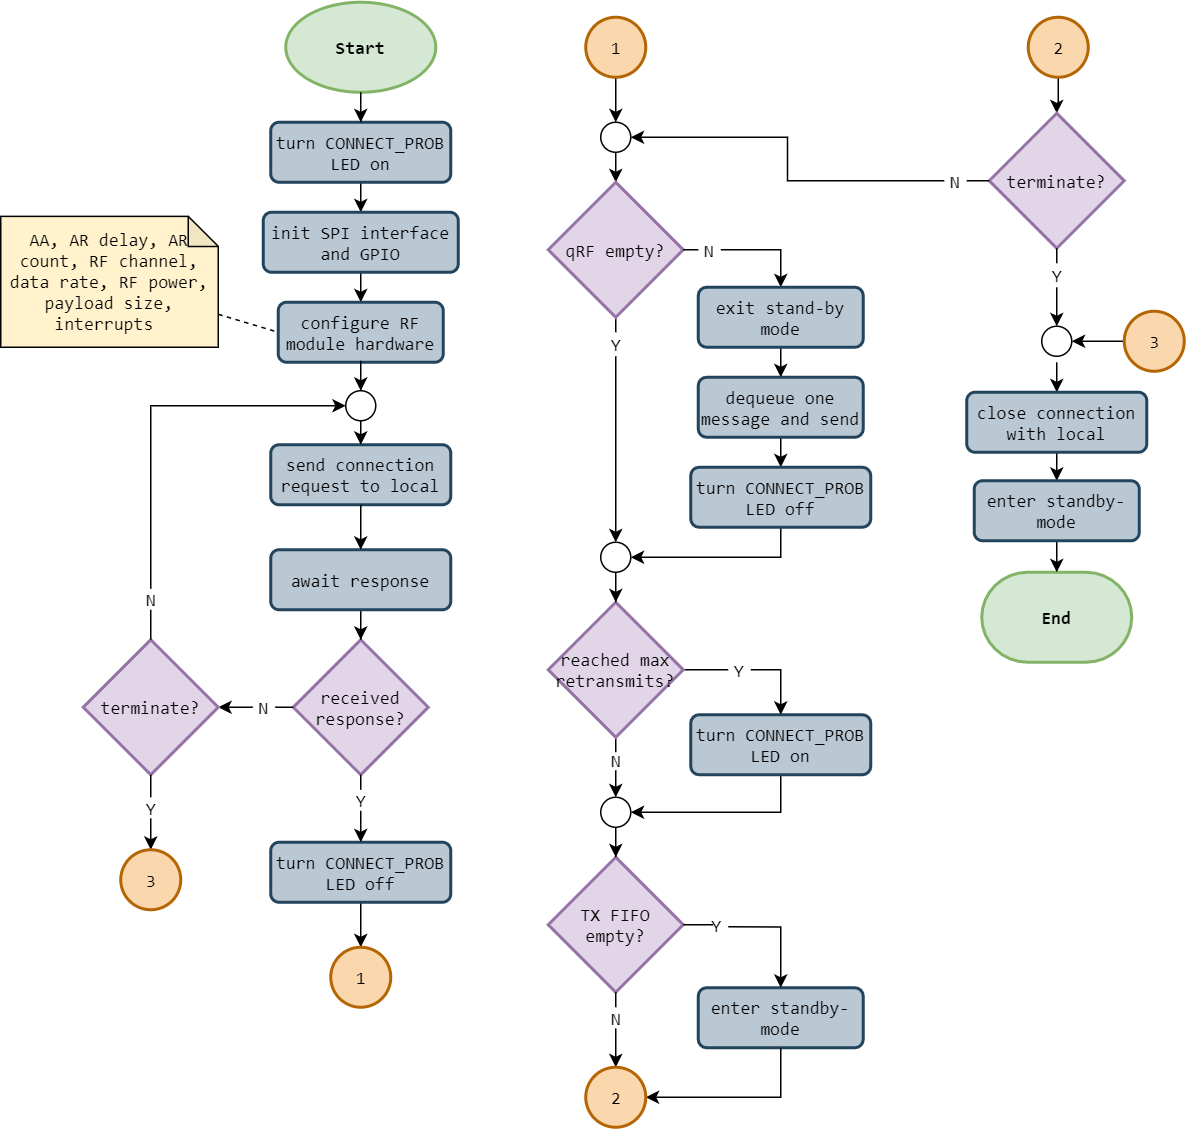 Start
turn CONNECT_PROB
LED on
init SPI interface
and GPIO
AA, AR delay, AR
count, RF channel,
data rate, RF power,
payload size,
interrupts
configure RF
module hardware
send connection
request to local
await response
N
terminate?
N
received
response?
Y
Y
3
turn CONNECT_PROB
LED off
1
1
qRF empty?
N
Y
exit stand-by
mode
dequeue one
message and send
turn CONNECT_PROB
LED off
reached max
retransmits?
Y
N
turn CONNECT_PROB
LED on
TX FIFO
empty?
Y
N
enter standby-
mode
2
2
terminate?
N
Y
3
close connection
with local
enter standby-
mode
End